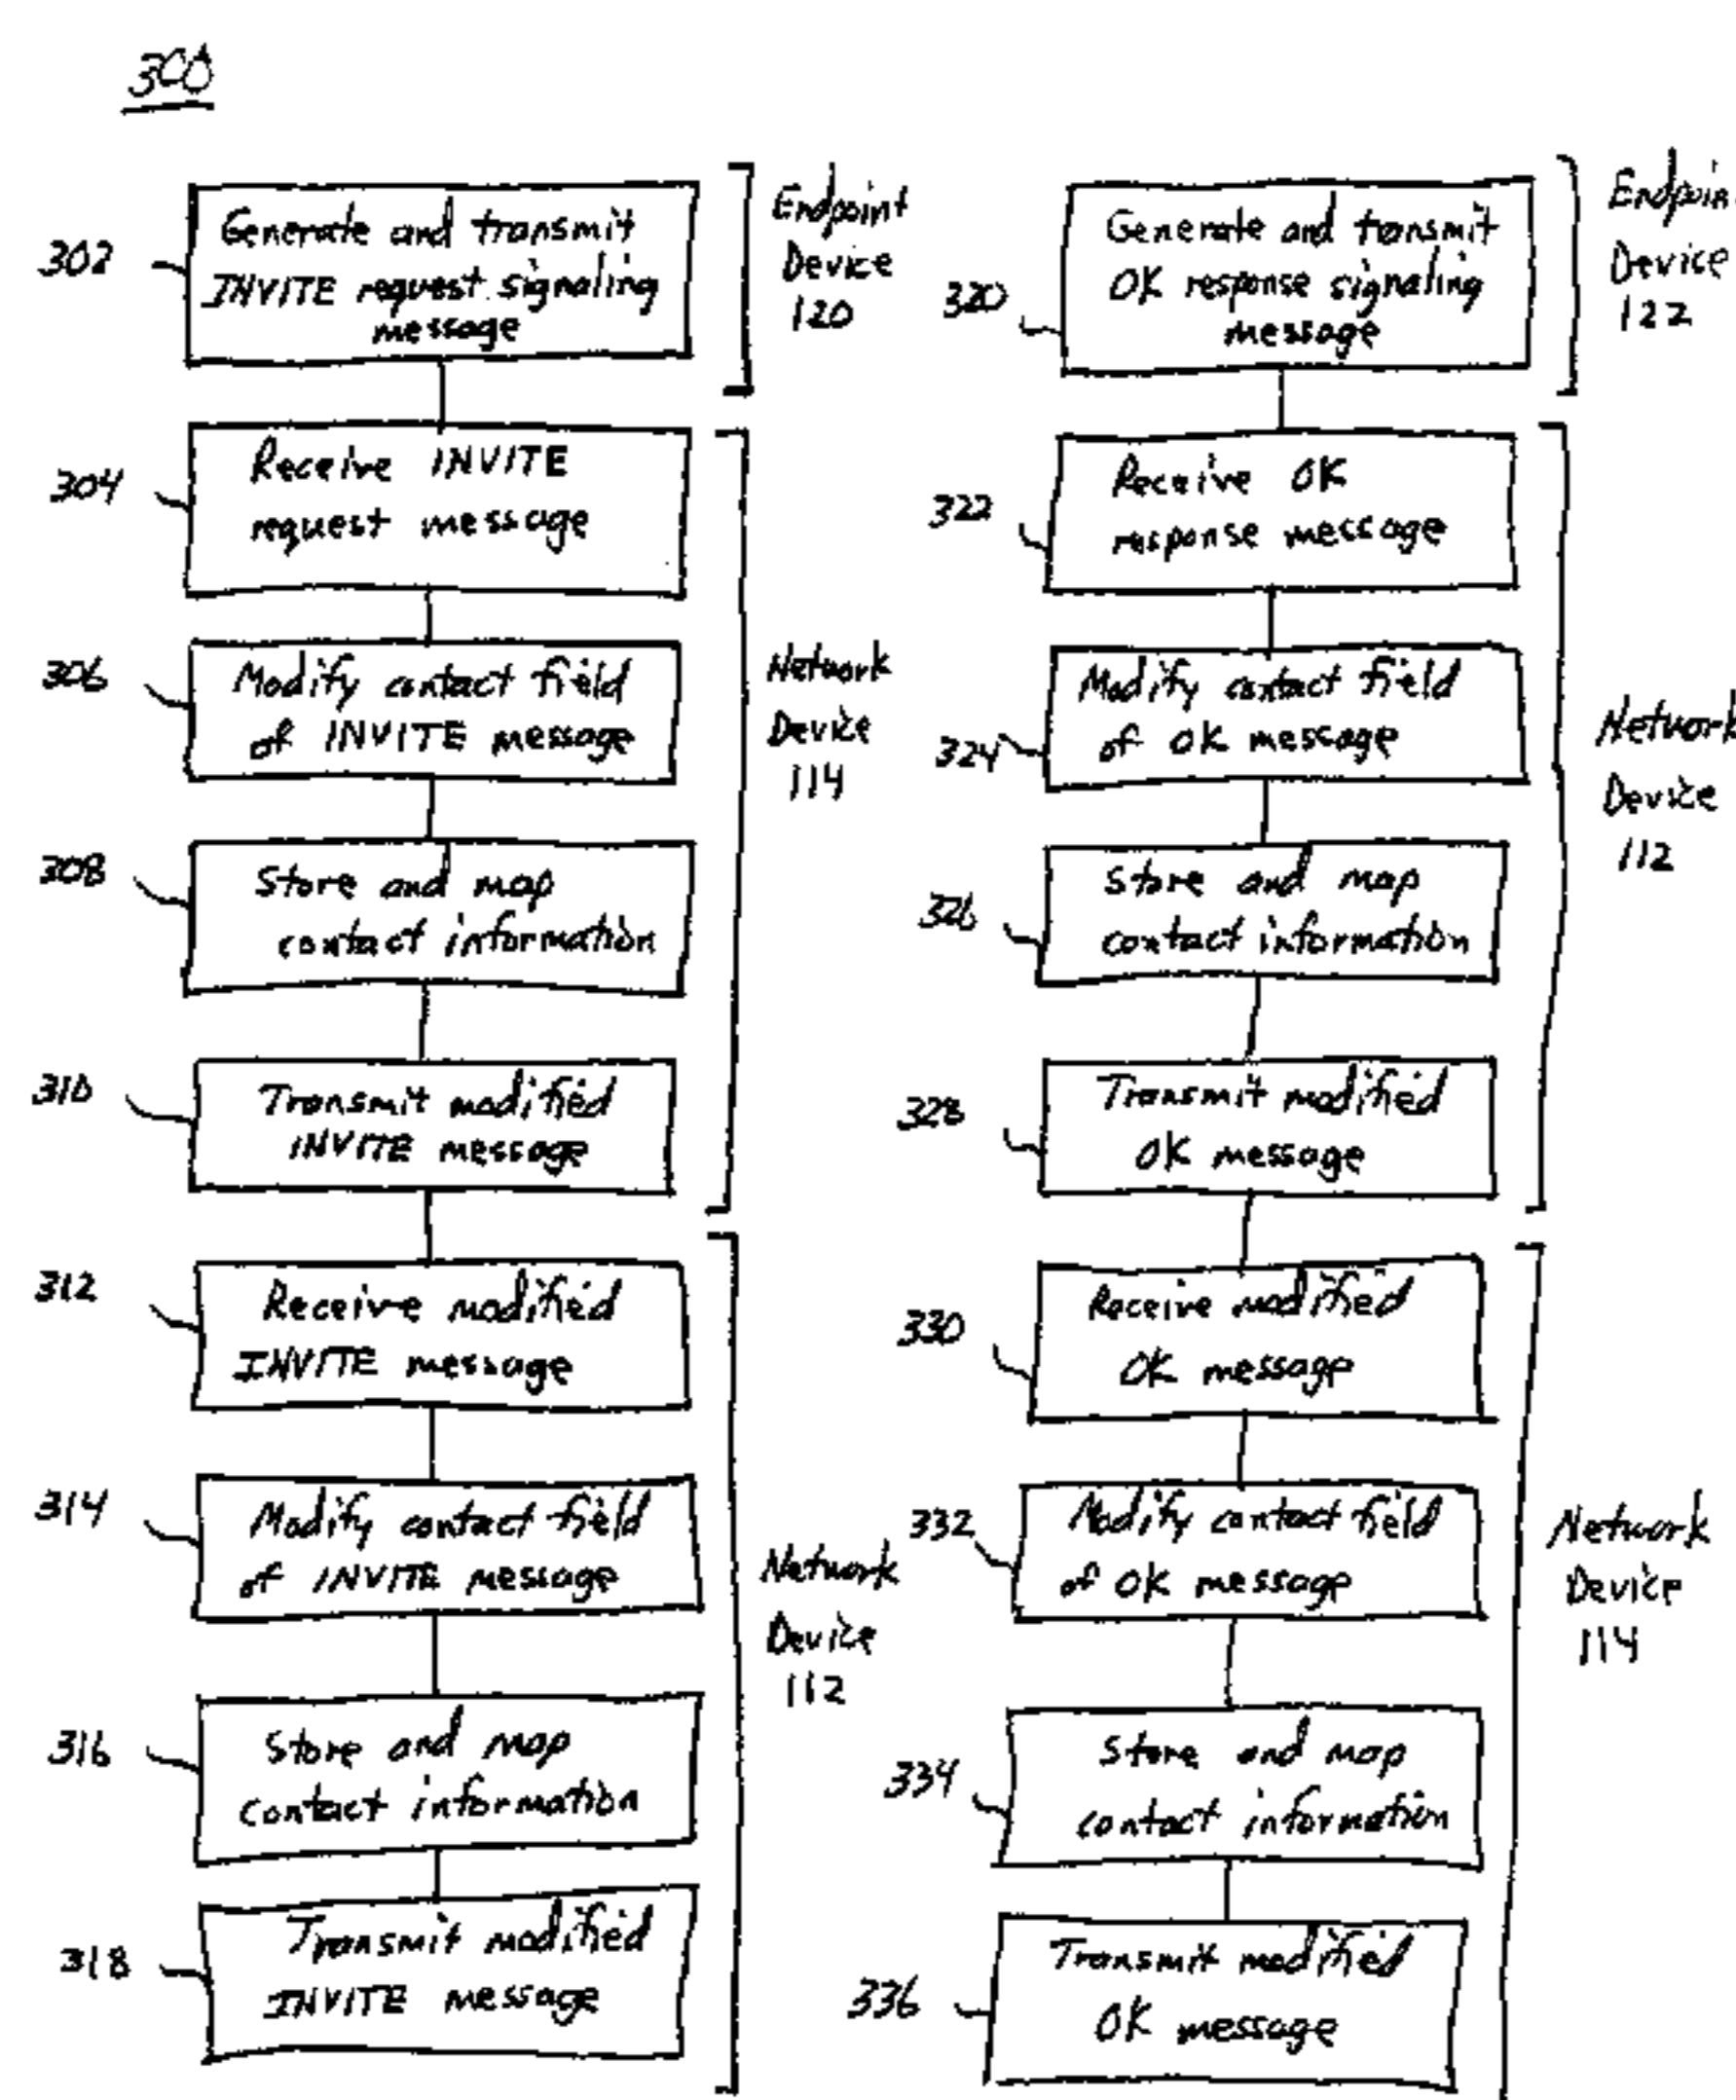 300
302
Generate and transmit
INVITE request signaling
message
Endpoint
Device
120
304
Receive INVITE
request message
306
Modify contact field
of INVITE message
308
Store and map
contact information
310
Transmit modified
INVITE message
Network
Device
114
312
Receive modified
INVITE message
314
Modify contact field
of INVITE message
316
Store and map
contact information
318
Transmit modified
INVITE message
Network
Device
112
320
Generate and transmit
OK response signaling
message
Endpoin
Device
122
322
Receive OK
response message
324
Modify contact field
of OK message
326
Store and map
contact information
328
Transmit modified
OK message
Network
Device
112
330
Receive modified
OK message
332
Modify contact field
of OK message
334
Store and map
contact information
336
Transmit modified
OK message
Network
Device
114